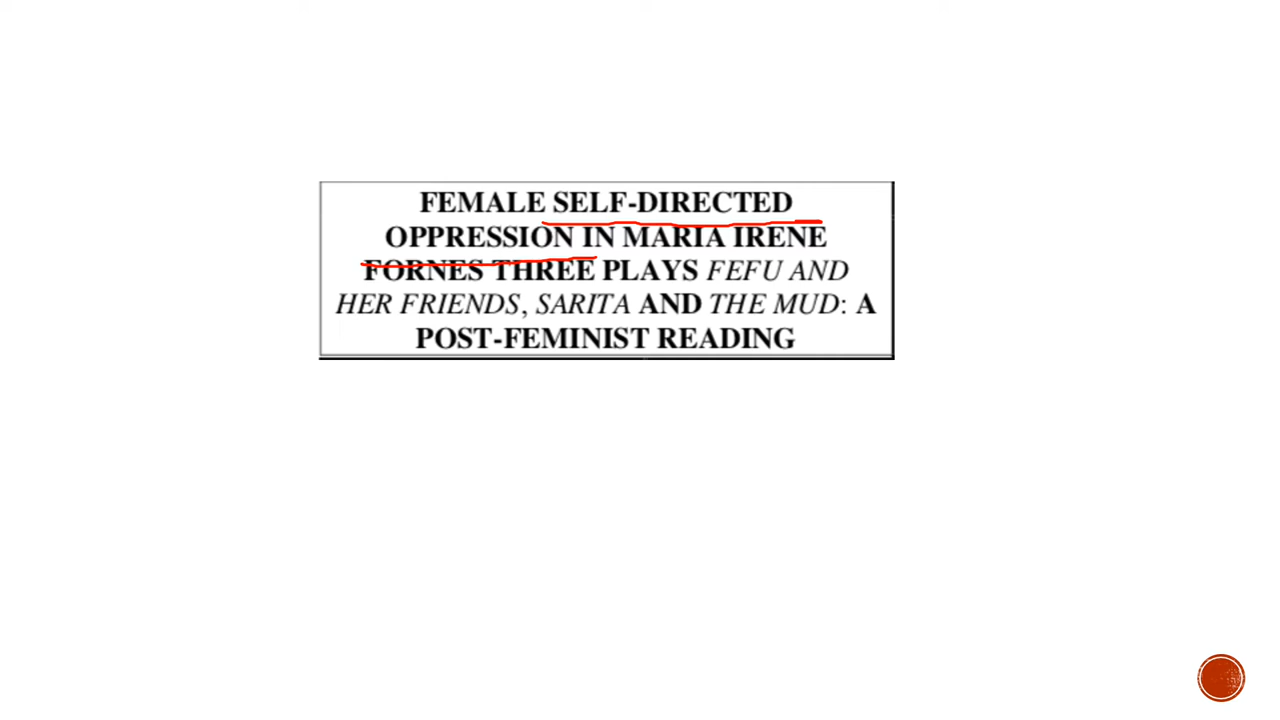 FEMALE SELF-DIRECTED
OPPRESSION IN MARIA IRENE
FORNES THREE PLAYS FEFU AND
HER FRIENDS, SARITA AND THE MUD: A
POST-FEMINIST READING